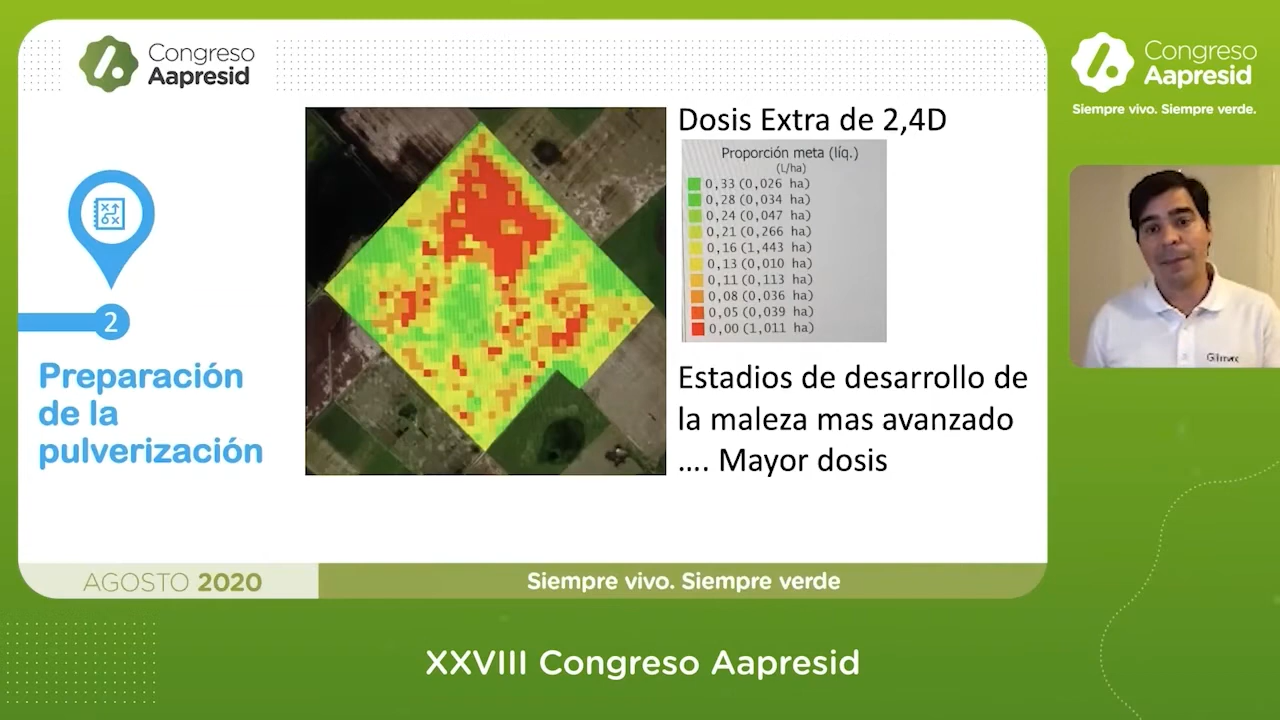 Congreso
Aapresid
Congreso
Aapresid
Siempre vivo. Siempre verde.
Dosis Extra de 2,4D
Proporción meta (líq.)
(L/ha)
0,33 (0,026 ha)
0,28 (0,034 ha)
0,24 (0,047 ha)
0,21 (0,266 ha)
0,16 (1,443 ha)
0,13 (0,010 ha)
0,11 (0,113 ha)
0,08 (0,036 ha)
0,05 (0,039 ha)
0,00 (1,011 ha)
2
Preparación
de la
pulverización
Estadios de desarrollo de
la maleza mas avanzado
.... Mayor dosis
AGOSTO 2020
Siempre vivo. Siempre verde
XXVIII Congreso Aapresid